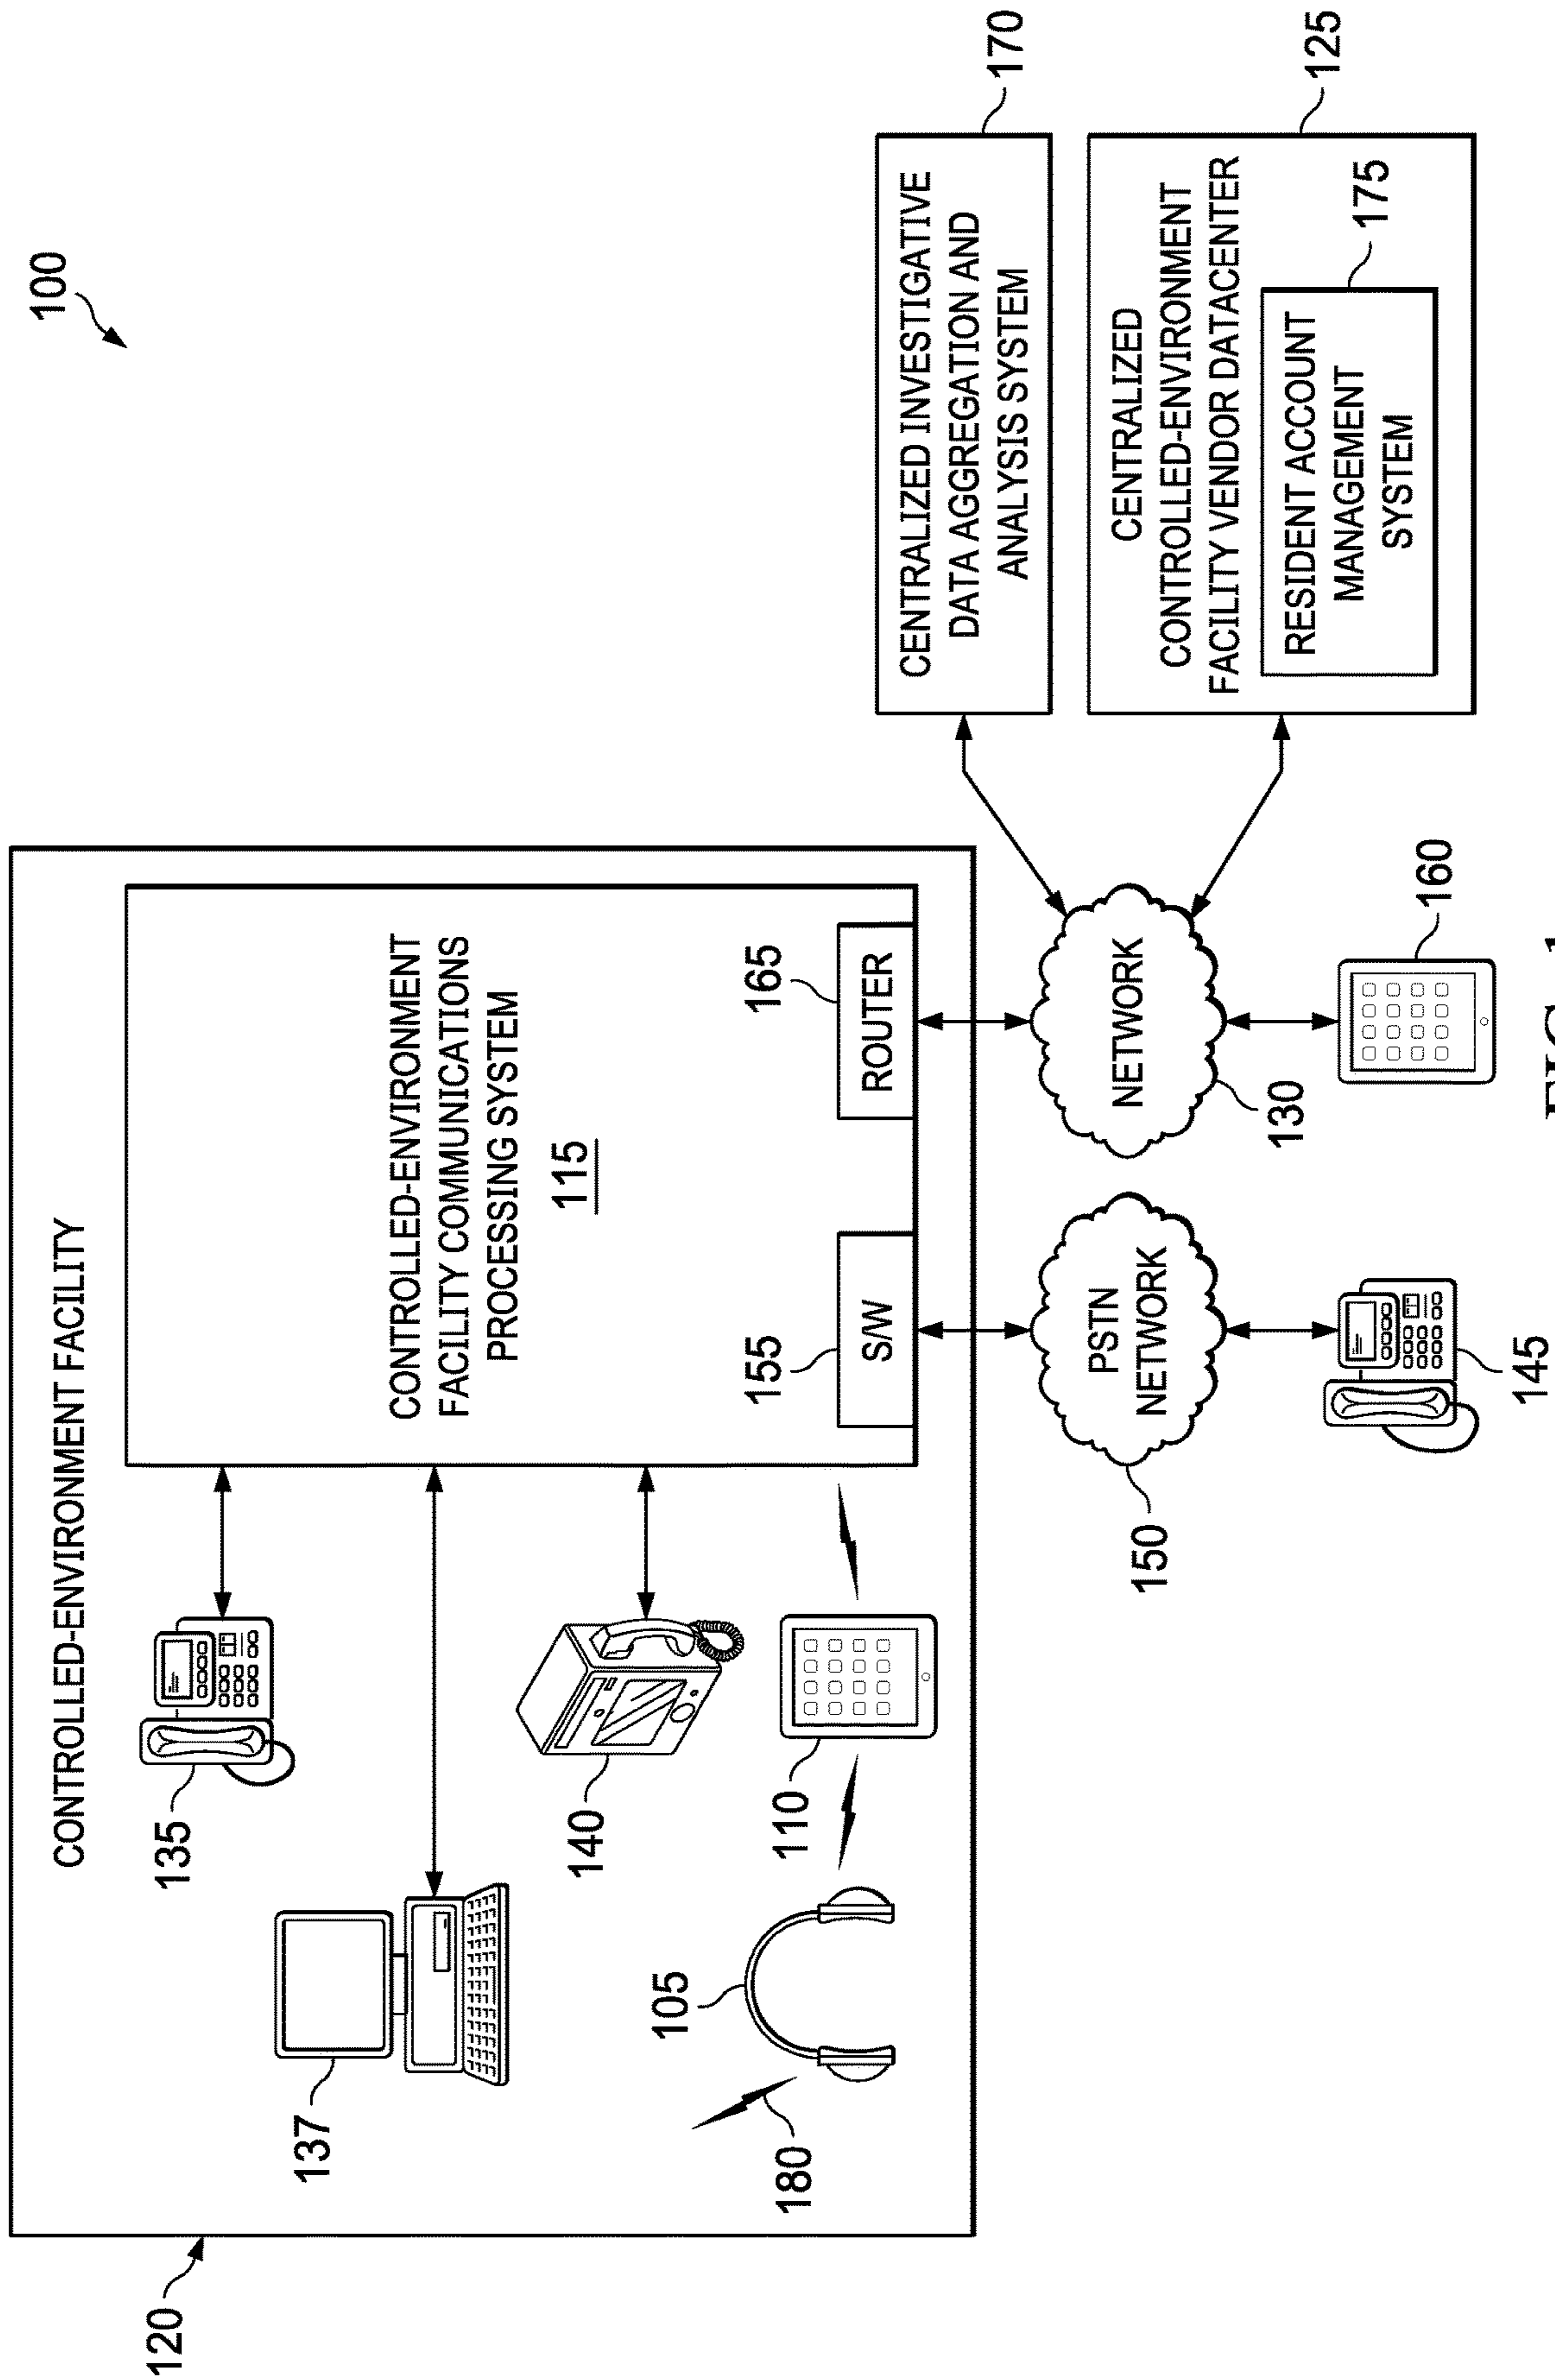 100
120
CONTROLLED-ENVIRONMENT FACILITY
135
137
140
110
105
180
CONTROLLED-ENVIRONMENT
FACILITY COMMUNICATIONS
PROCESSING SYSTEM
115
155
S/W
165
ROUTER
150
PSTN
NETWORK
130
NETWORK
145
160
CENTRALIZED INVESTIGATIVE
DATA AGGREGATION AND
ANALYSIS SYSTEM
170
CENTRALIZED
CONTROLLED-ENVIRONMENT
FACILITY VENDOR DATACENTER
125
RESIDENT ACCOUNT
MANAGEMENT
SYSTEM
175